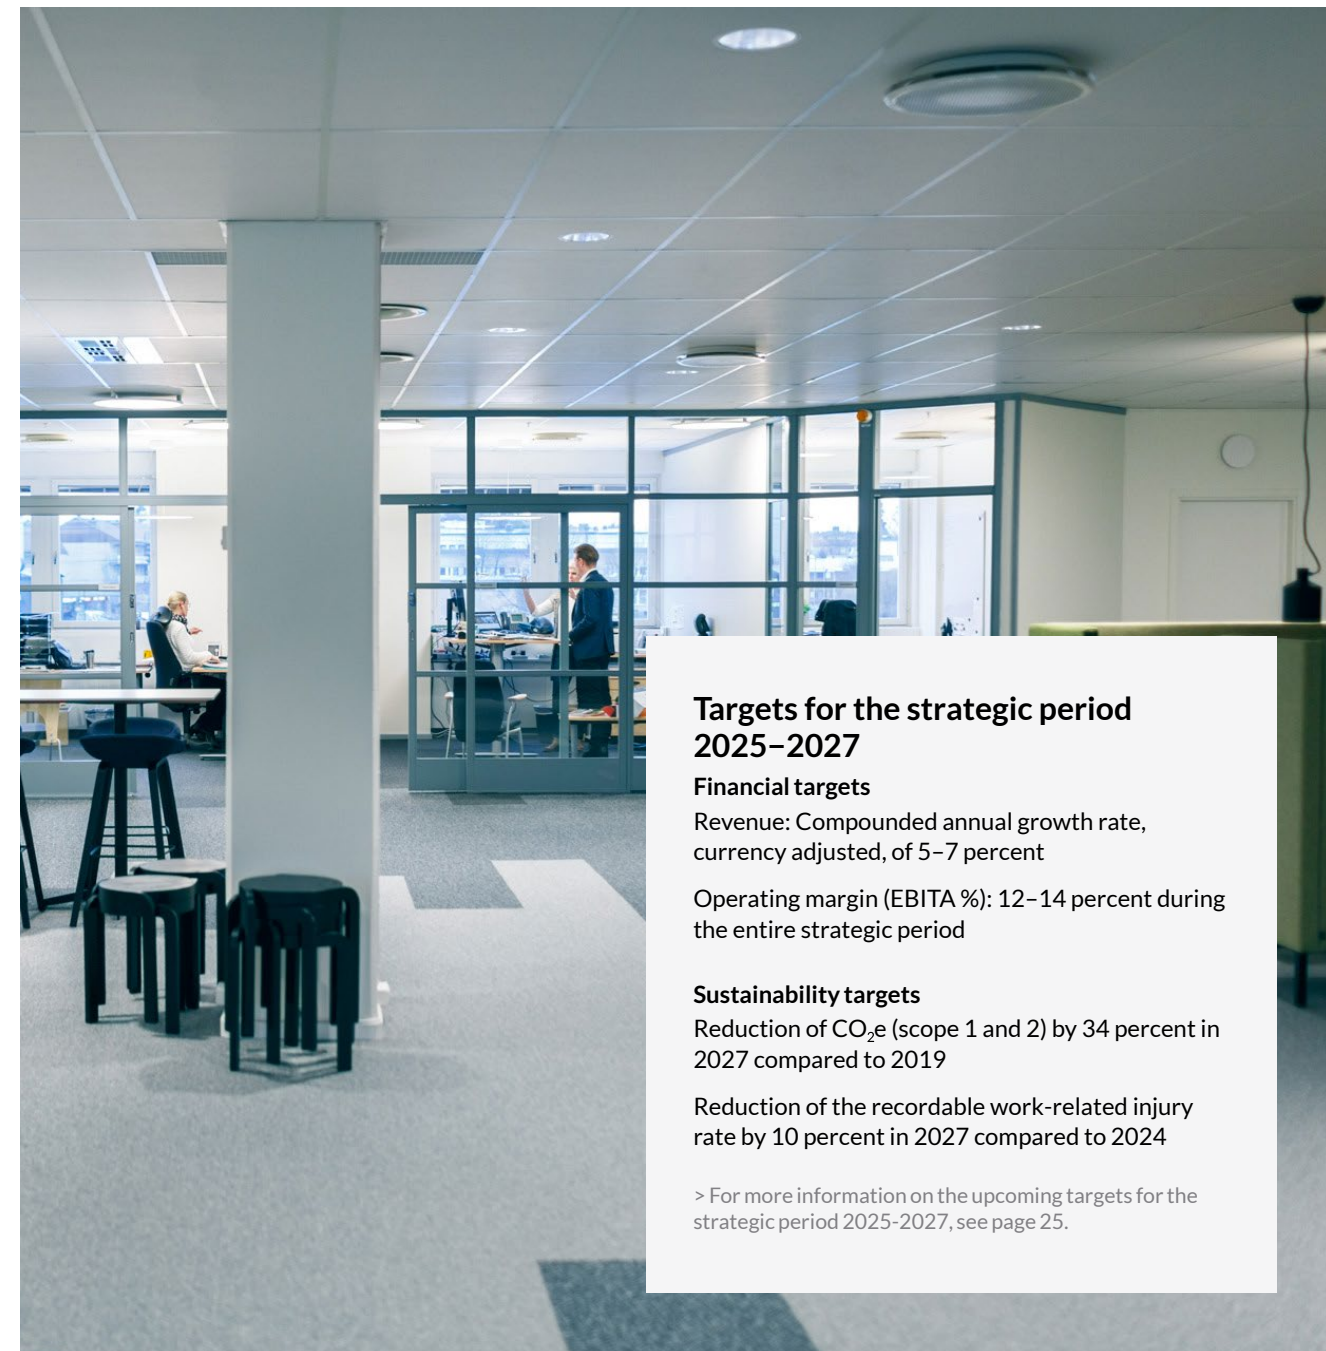 Targets for the strategic period
2025–2027
Financial targets
Revenue: Compounded annual growth rate,
currency adjusted, of 5–7 percent
Operating margin (EBITA %): 12–14 percent during
the entire strategic period
Sustainability targets
Reduction of CO₂e (scope 1 and 2) by 34 percent in
2027 compared to 2019
Reduction of the recordable work-related injury
rate by 10 percent in 2027 compared to 2024
> For more information on the upcoming targets for the
strategic period 2025-2027, see page 25.